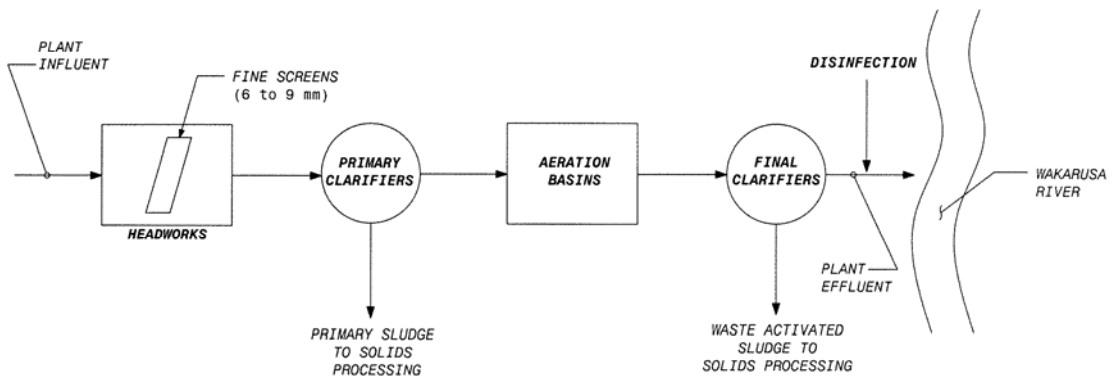 PLANT
INFLUENT
FINE SCREENS
(6 to 9 mm)
HEADWORKS
PRIMARY
CLARIFIERS
PRIMARY SLUDGE
TO SOLIDS
PROCESSING
AERATION
BASINS
FINAL
CLARIFIERS
WASTE ACTIVATED
SLUDGE TO
SOLIDS PROCESSING
DISINFECTION
PLANT
EFFLUENT
WAKARUSA
RIVER